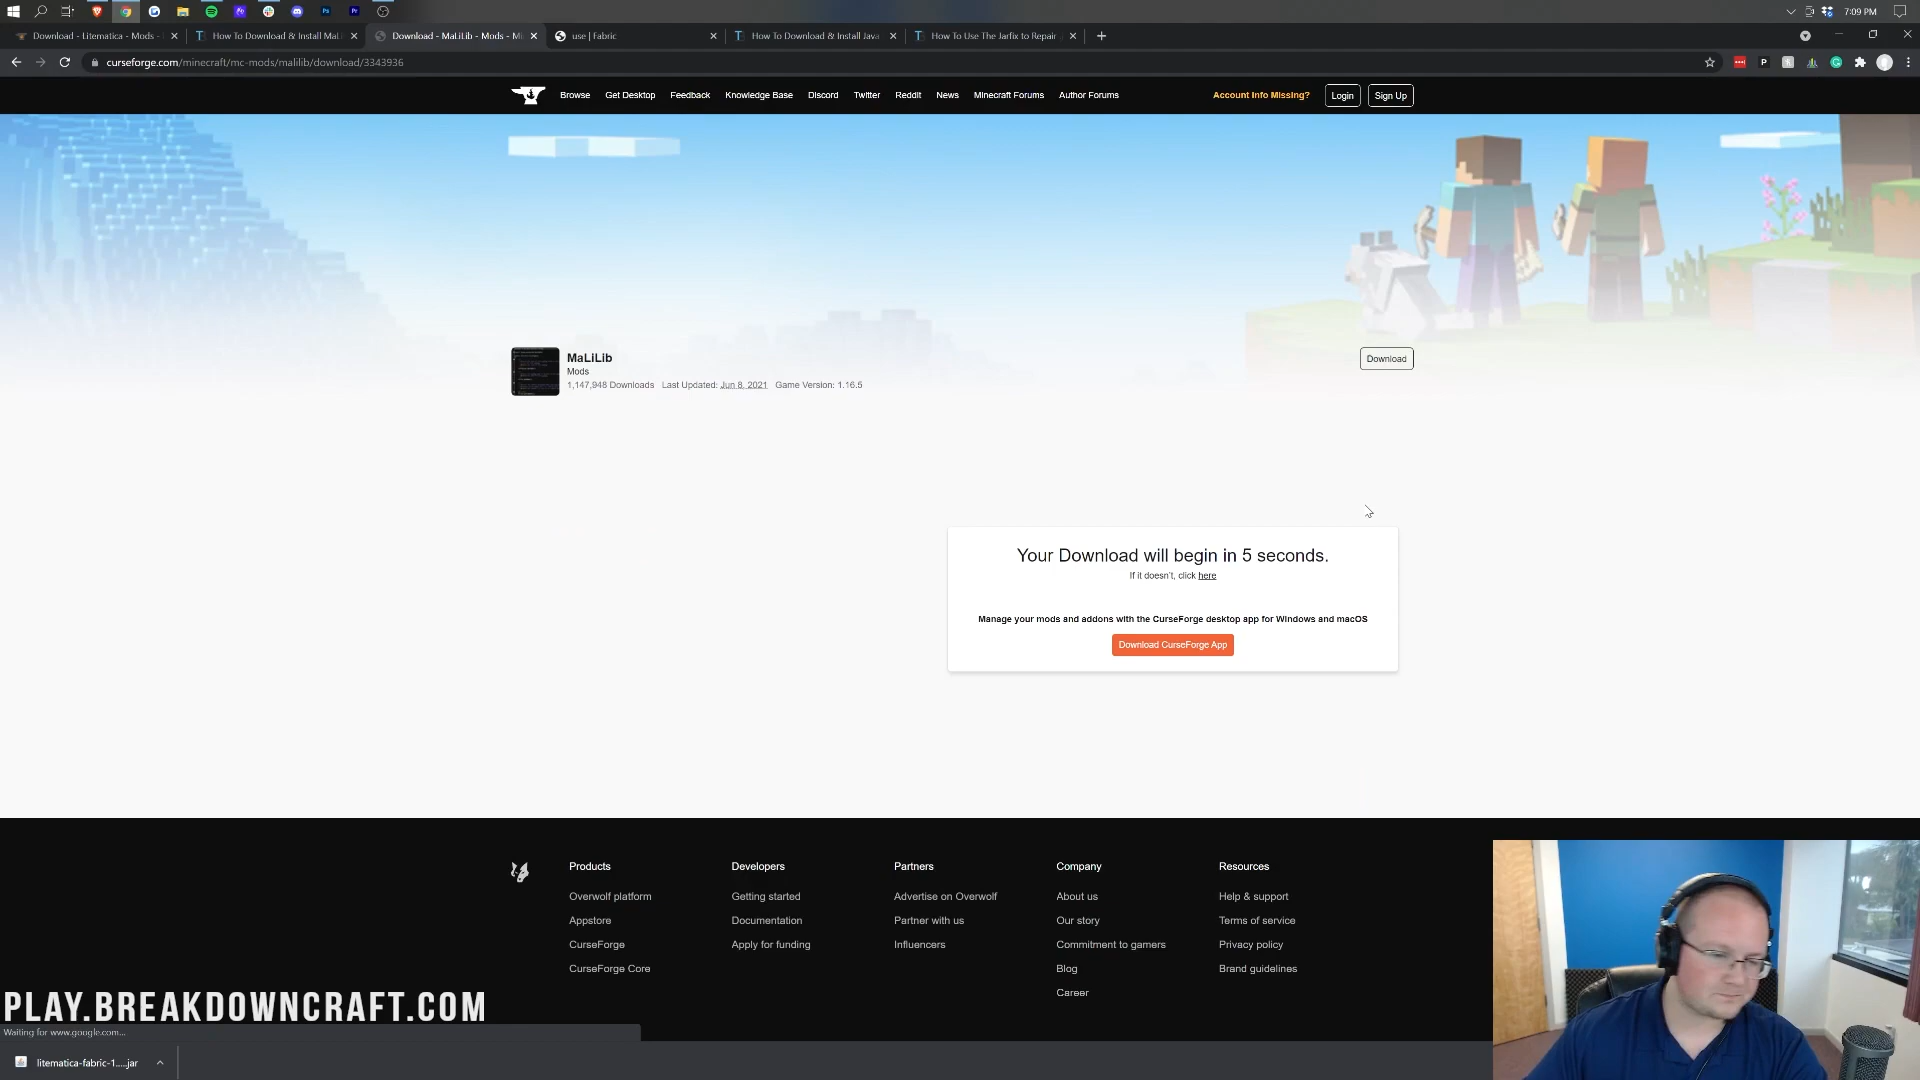 7:09 PM
Download - Litematica - Mods -
How To Download & Install MaL
Download - MaLiLib - Mods - Mi
use | Fabric
How To Download & Install Java
How To Use The Jarfix to Repair
curseforge.com/minecraft/mc-mods/malilib/download/3343936
Browse Get Desktop Feedback Knowledge Base Discord Twitter Reddit News Minecraft Forums Author Forums Account Info Missing? Login Sign Up
MaLiLib
Mods
1,147,948 Downloads Last Updated: Jun 8, 2021 Game Version: 1.16.5
Download
Your Download will begin in 5 seconds.
If it doesn't, click here
Manage your mods and addons with the CurseForge desktop app for Windows and macOS
Download CurseForge App
Products Developers Partners Company Resources
Overwolf platform Getting started Advertise on Overwolf About us Help & support
Appstore Documentation Partner with us Our story Terms of service
CurseForge Apply for funding Influencers Commitment to gamers Privacy policy
CurseForge Core Blog Brand guidelines
Career
PLAY.BREAKDOWNCRAFT.COM
Waiting for www.google.com...
litematica-fabric-1.....jar